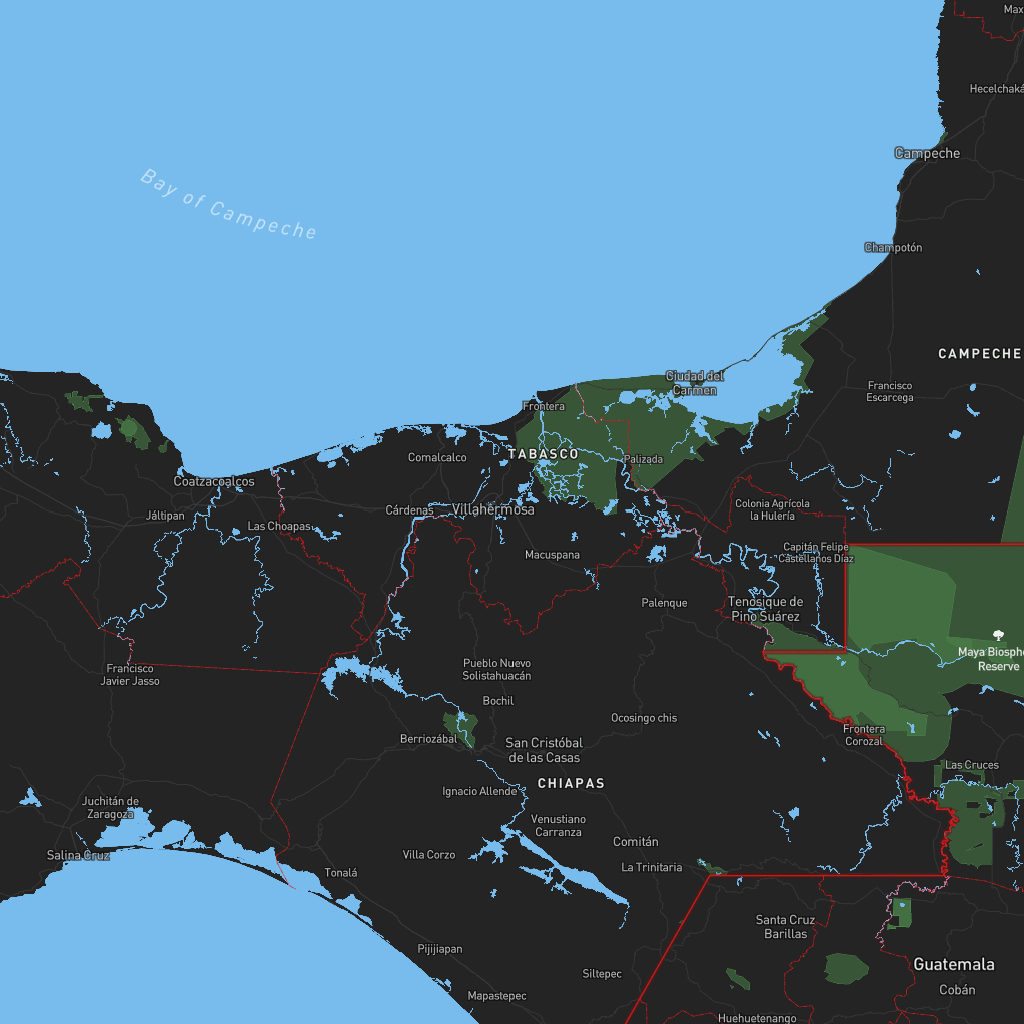 Max
Hecelchaká
Campeche
Bay of Campeche
Champotón
CAMPECHE
Ciudad del
Carmen
Francisco
Escarcega
Frontera
TABASCO
Comalcalco
Palizada
Coatzacoalcos
Cárdenas
Villahermosa
Colonia Agrícola
la Hulería
Jáltipan
Las Choapas
Macuspana
Capitán Felipe
Castellanos Díaz
Palenque
Tenosique de
Pino Suárez
Maya Biosphe
Reserve
Francisco
Javier Jasso
Pueblo Nuevo
Solistahuacán
Bochil
Ocosingo chis
Berriozábal
San Cristóbal
de las Casas
Frontera
Corozal
Las Cruces
CHIAPAS
Ignacio Allende
Juchitán de
Zaragoza
Venustiano
Carranza
Comitán
Salina Cruz
Villa Corzo
La Trinitaria
Tonalá
Santa Cruz
Barillas
Pijijiapan
Guatemala
Siltepec
Cobán
Mapastepec
Huehuetenango